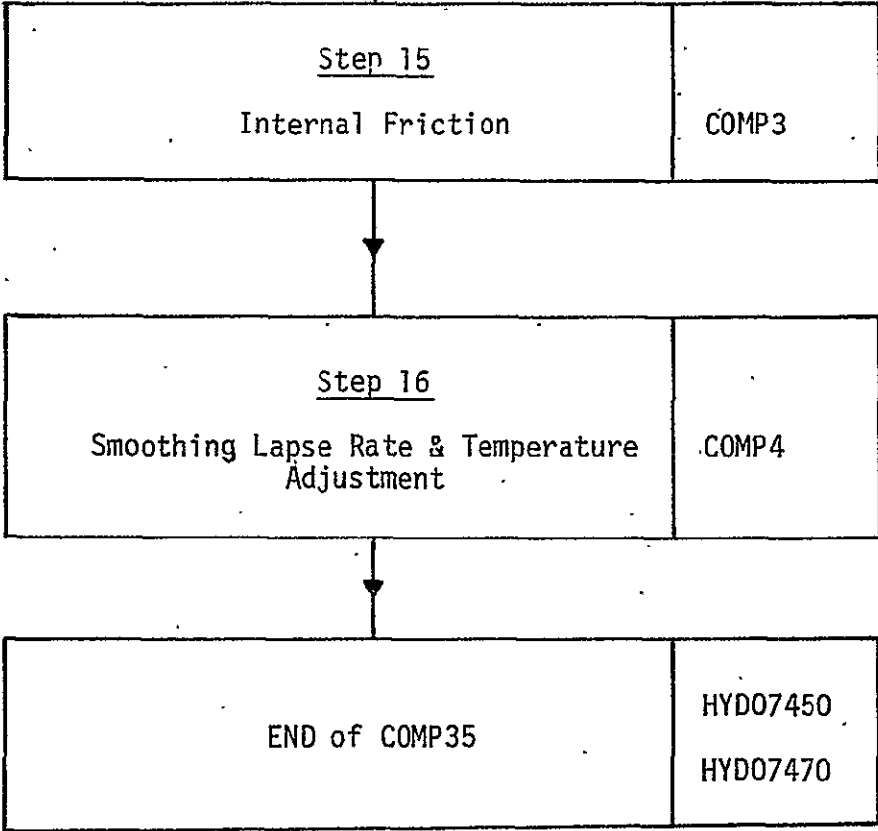 Step 15
Internal Friction
COMP3
Step 16
Smoothing Lapse Rate & Temperature
Adjustment
COMP4
END of COMP35
HYD07450
HYD07470